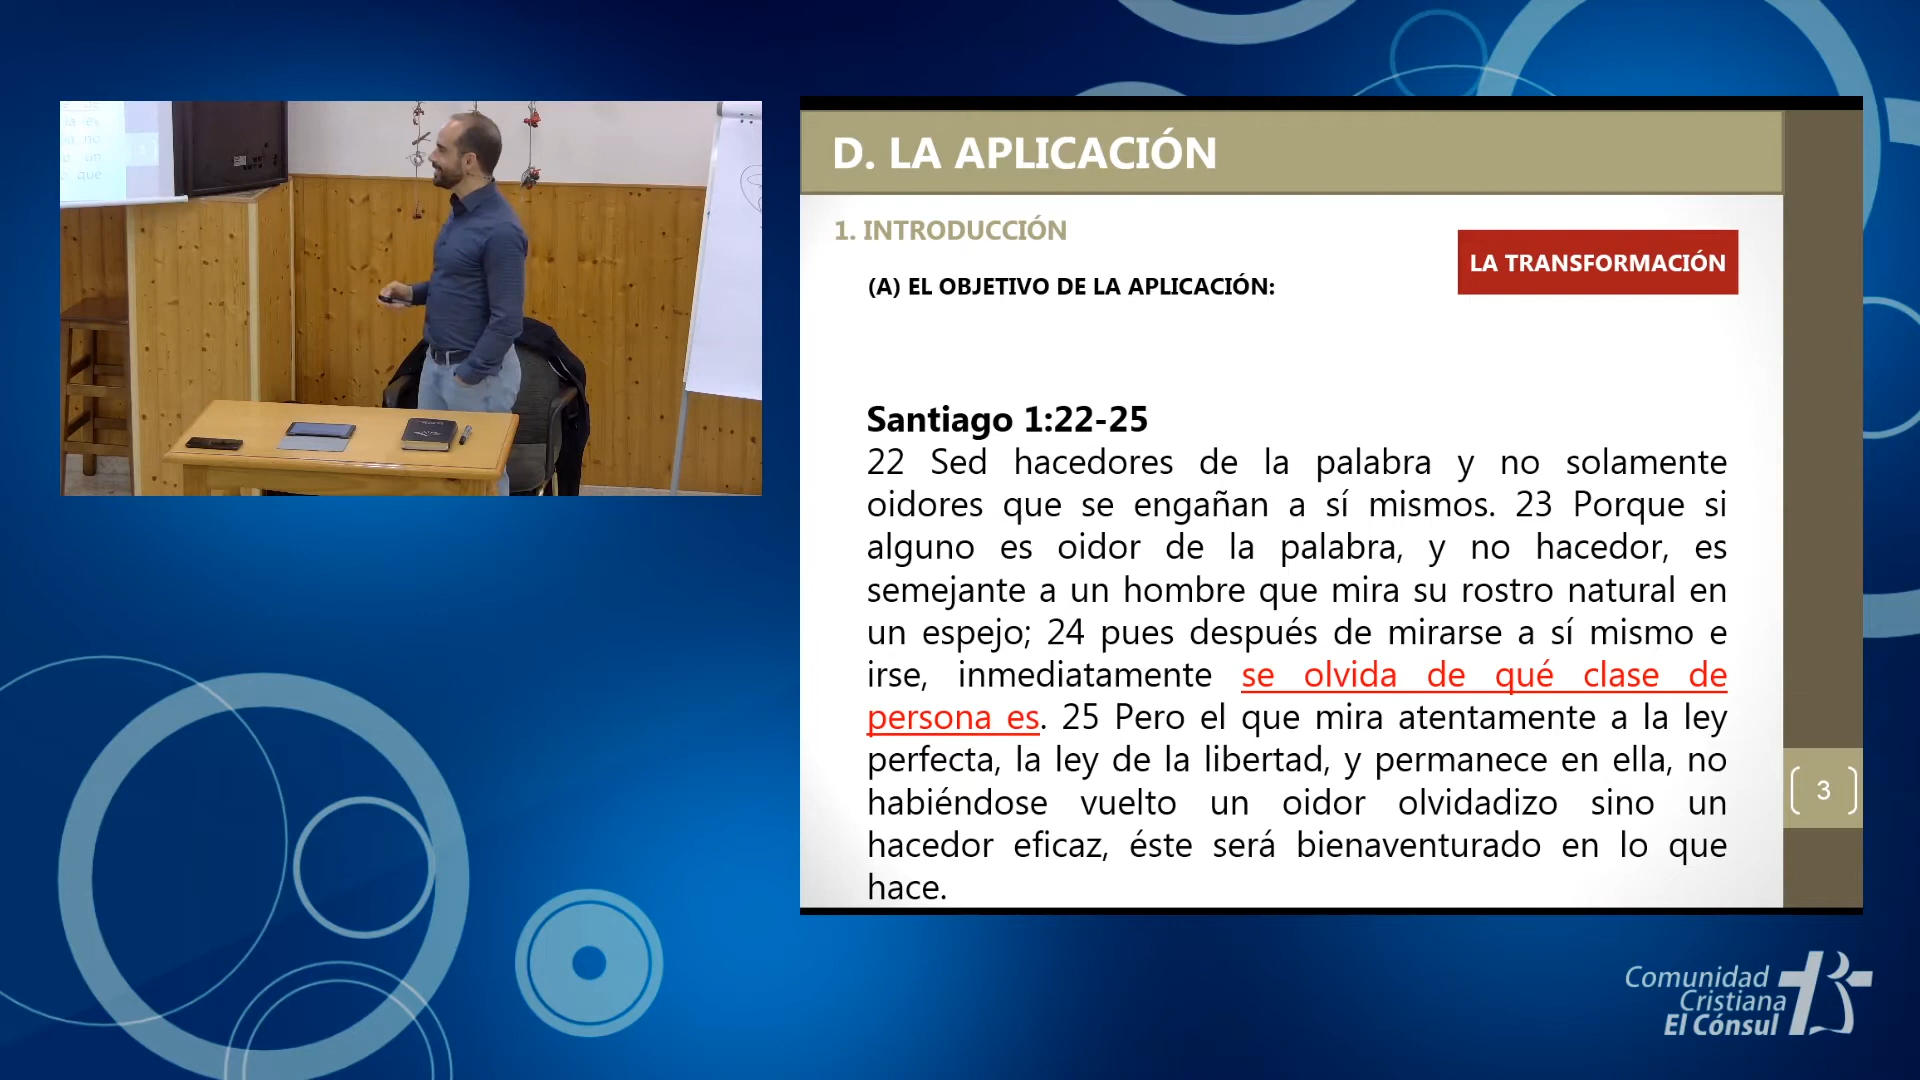 D. LA APLICACIÓN
1. INTRODUCCIÓN
LA TRANSFORMACIÓN
(A) EL OBJETIVO DE LA APLICACIÓN:
Santiago 1:22-25
22 Sed hacedores de la palabra y no solamente
oidores que se engañan a sí mismos. 23 Porque si
alguno es oidor de la palabra, y no hacedor, es
semejante a un hombre que mira su rostro natural en
un espejo; 24 pues después de mirarse a sí mismo e
irse, inmediatamente se olvida de qué clase de
persona es. 25 Pero el que mira atentamente a la ley
perfecta, la ley de la libertad, y permanece en ella, no
habiéndose vuelto un oidor olvidadizo sino un
hacedor eficaz, éste será bienaventurado en lo que
hace.
3
Comunidad
Cristiana
El Cónsul
no
un
que